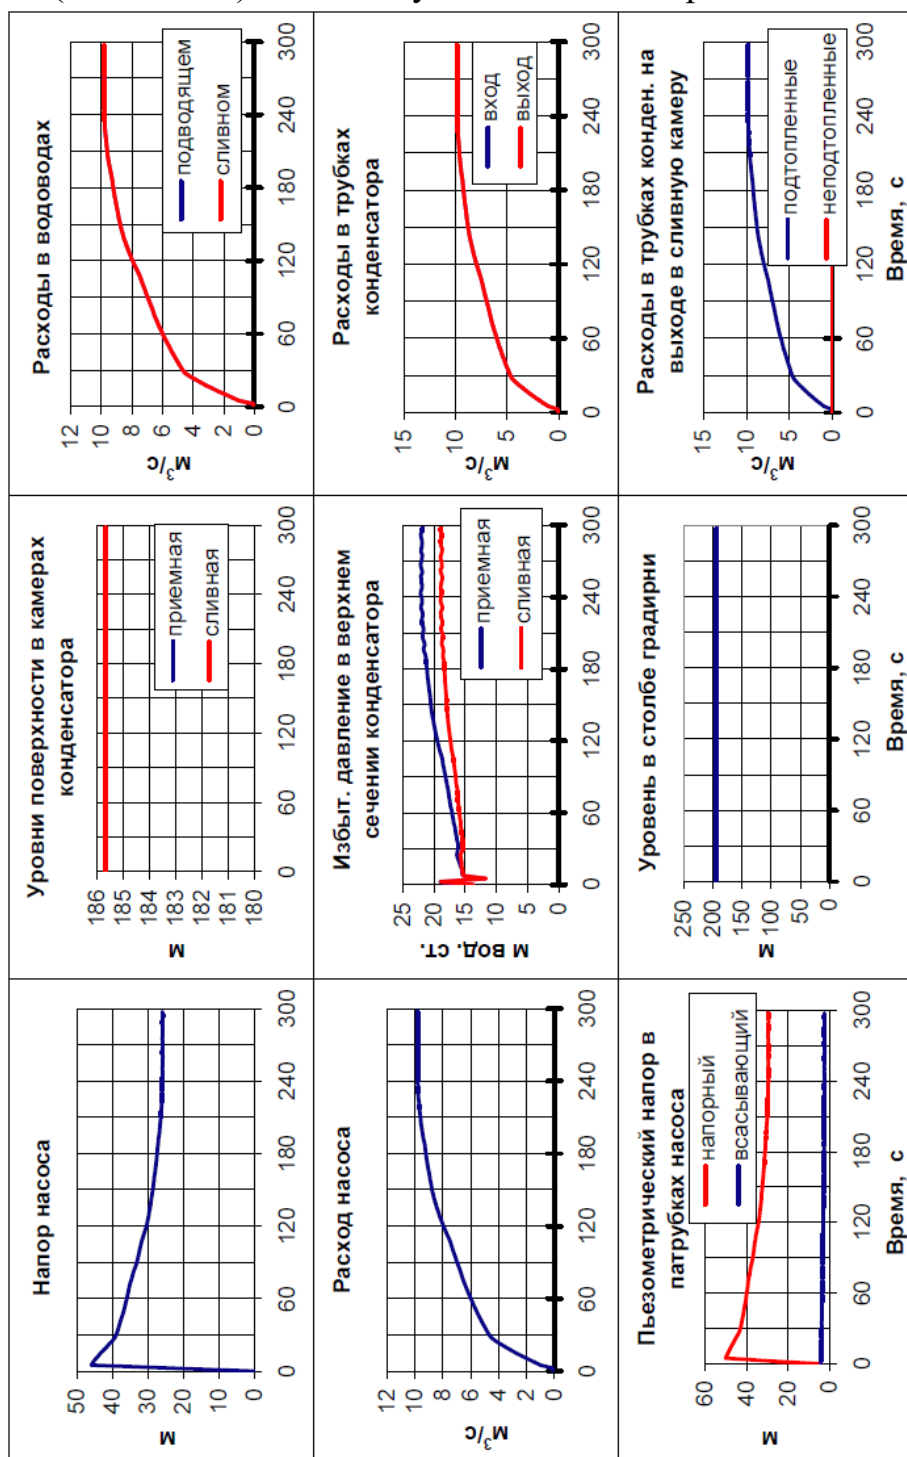 Напор насоса
50
40
30
20
10
0
м
0 60 120 180 240 300
Уровни поверхности в камерах
конденсатора
186
185
184
183
182
181
180
м
приемная
сливная
0 60 120 180 240 300
Расходы в водоводах
12
10
8
6
4
2
0
м³/с
подводящем
сливном
0 60 120 180 240 300
Расход насоса
12
10
8
6
4
2
0
м³/с
0 60 120 180 240 300
Избыт. давление в верхнем
сечении конденсатора
25
20
15
10
5
0
м вод. ст.
приемная
сливная
0 60 120 180 240 300
Расходы в трубках
конденсатора
15
10
5
0
м³/с
вход
выход
0 60 120 180 240 300
Пьезометрический напор в
патрубках насоса
60
40
20
0
м
напорный
всасывающий
0 60 120 180 240 300
Время, с
Уровень в столбе градирни
250
200
150
100
50
0
м
0 60 120 180 240 300
Время, с
Расходы в трубках конден. на
выходе в сливную камеру
15
10
5
0
м³/с
подтопленные
неподтопленные
0 60 120 180 240 300
Время, с